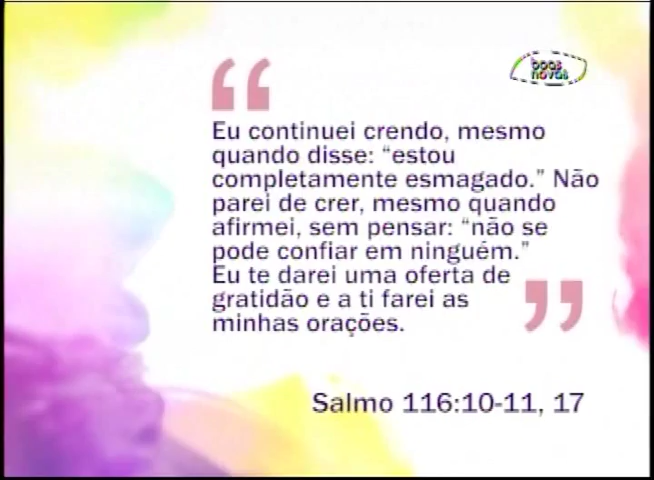 boas
novas
“
Eu continuei crendo, mesmo
quando disse: “estou
completamente esmagado.” Não
parei de crer, mesmo quando
afirmei, sem pensar: “não se
pode confiar em ninguém.”
Eu te darei uma oferta de
gratidão e a ti farei as
minhas orações.
”
Salmo 116:10-11, 17